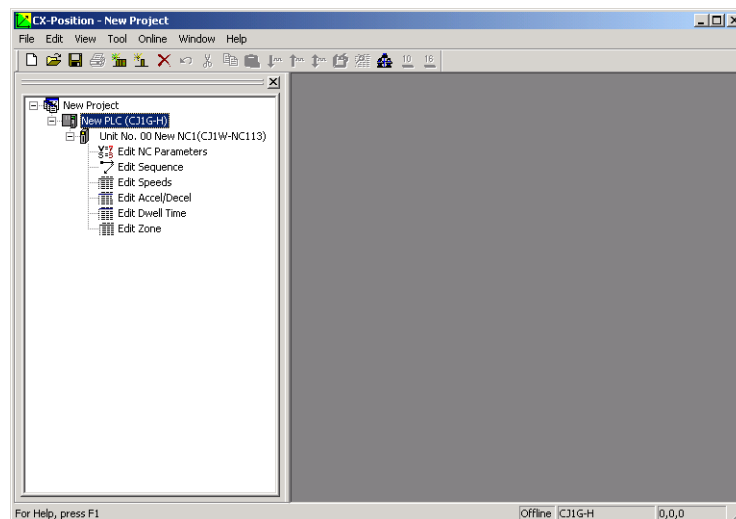 CX-Position - New Project
File Edit View Tool Online Window Help
10 16
New Project
New PLC (CJ1G-H)
Unit No. 00 New NC1(CJ1W-NC113)
Edit NC Parameters
Edit Sequence
Edit Speeds
Edit Accel/Decel
Edit Dwell Time
Edit Zone
For Help, press F1 Offline CJ1G-H 0,0,0